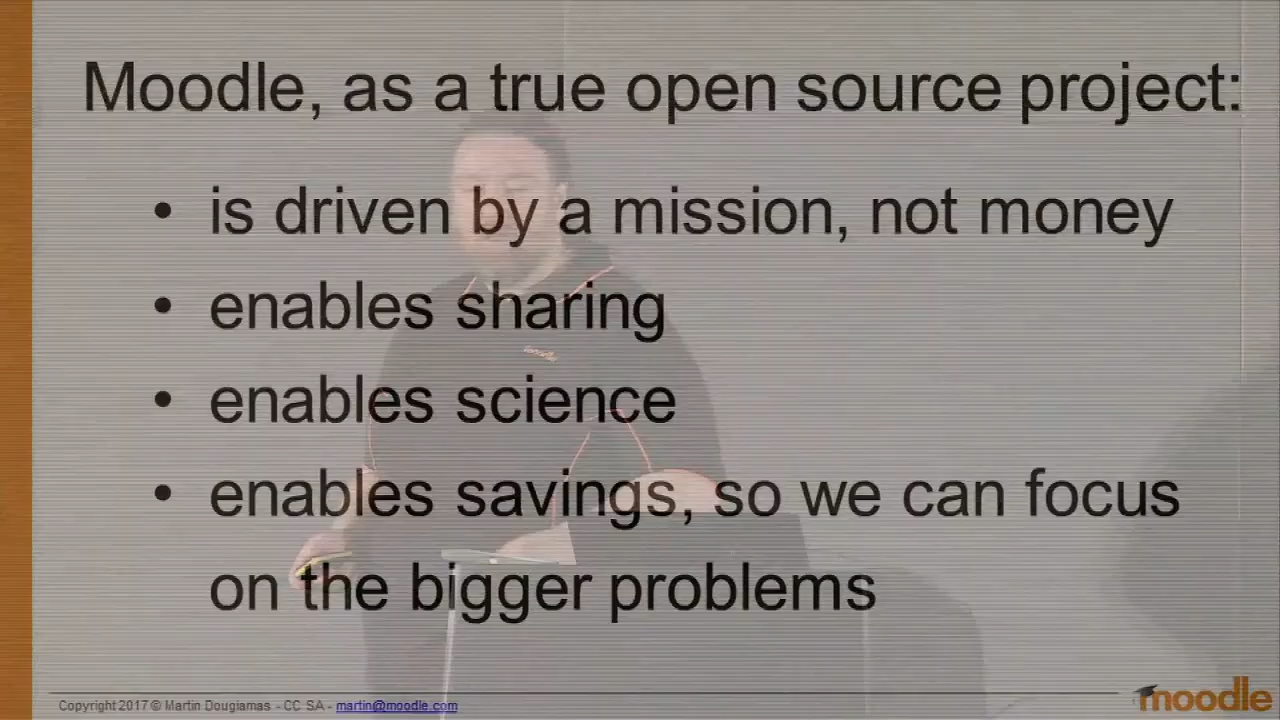 Moodle, as a true open source project:
• is driven by a mission, not money
• enables sharing
• enables science
• enables savings, so we can focus
on the bigger problems
moodle
Copyright 2017 © Martin Dougiamas - CC SA - martin@moodle.com
moodle